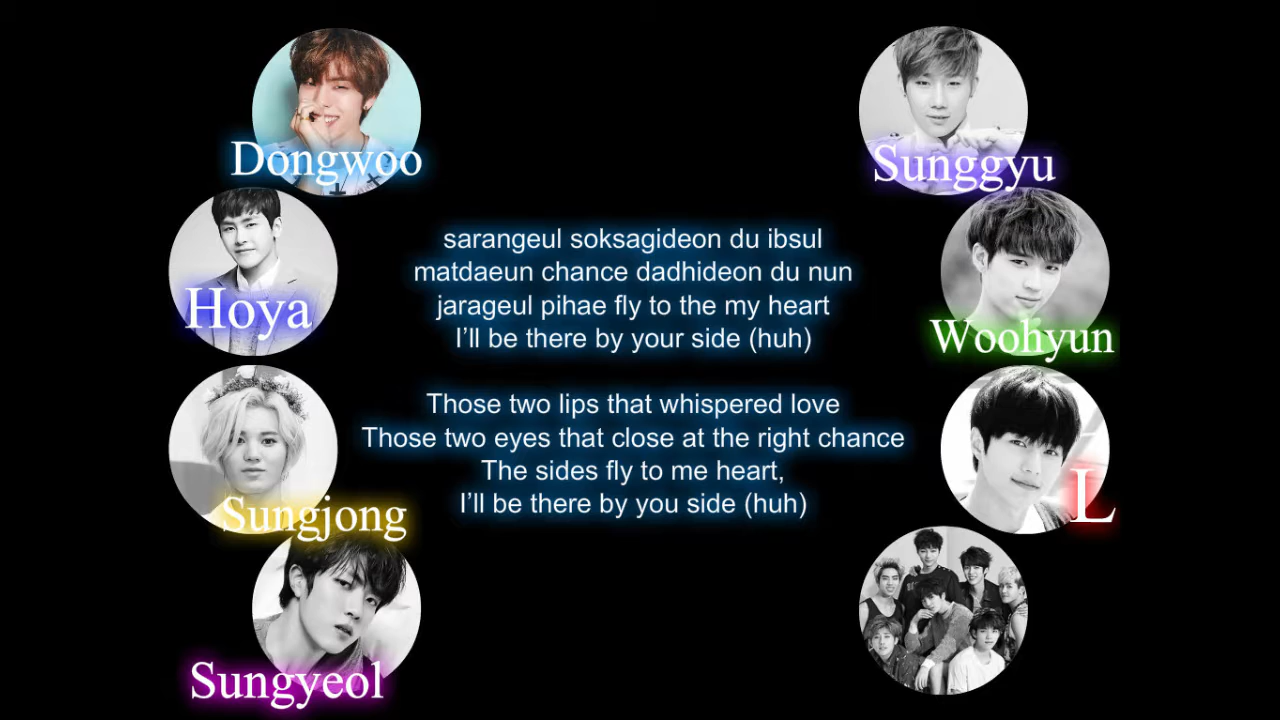 Dongwoo
Sunggyu
Hoya
Woohyun
Sungjong
L
Sungyeol
sarangeul soksagideon du ibsul
matdaeun chance dadhideon du nun
jarageul pihae fly to the my heart
I'll be there by your side (huh)
Those two lips that whispered love
Those two eyes that close at the right chance
The sides fly to me heart,
I'll be there by you side (huh)